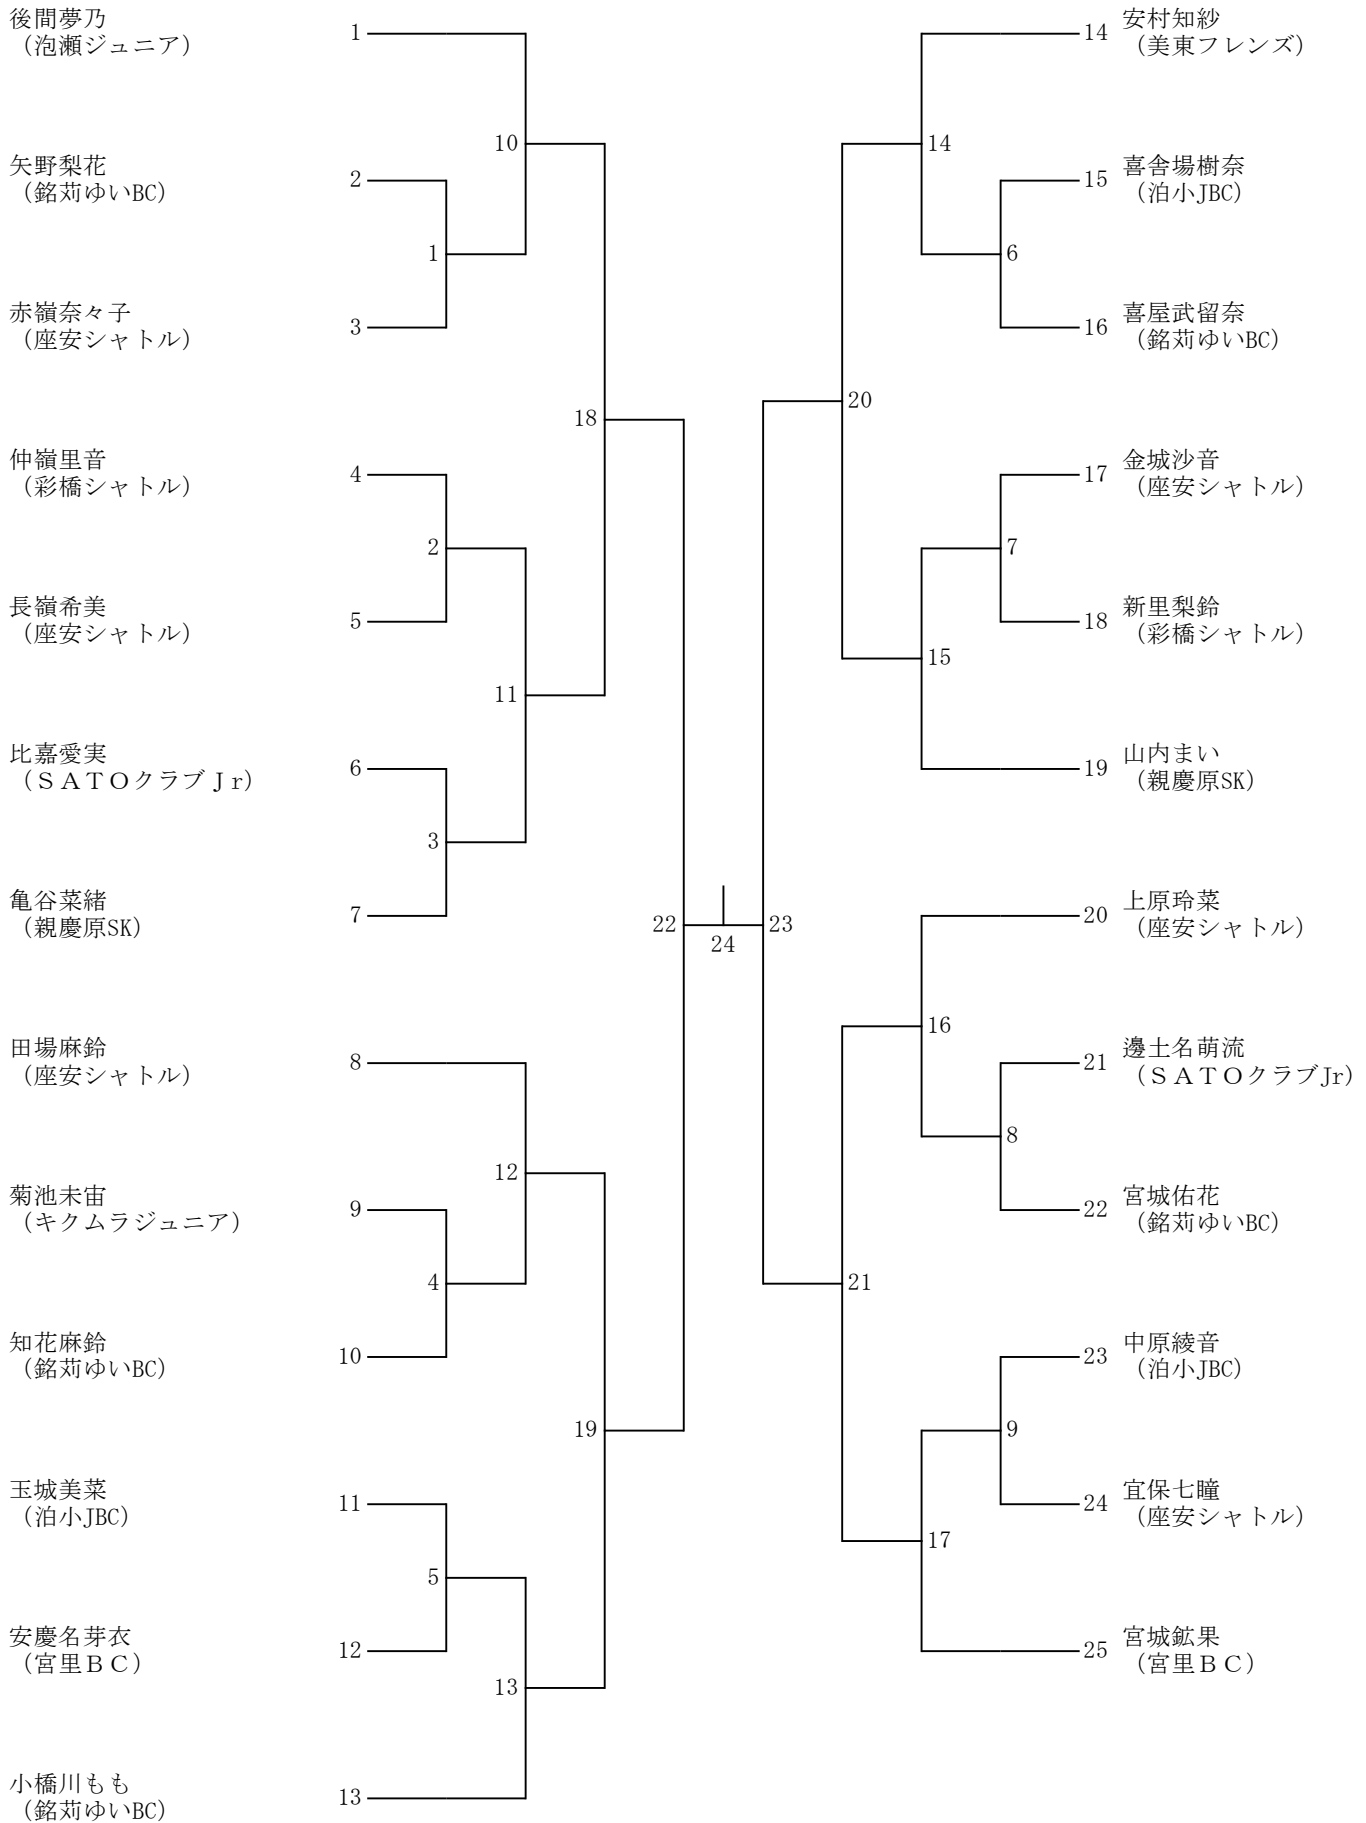 後間夢乃
（泡瀬ジュニア）
1
矢野梨花
（銘苅ゆいBC）
2
赤嶺奈々子
（座安シャトル）
3
仲嶺里音
（彩橋シャトル）
4
長嶺希美
（座安シャトル）
5
比嘉愛実
（ＳＡＴＯクラブＪｒ）
6
亀谷菜緒
（親慶原SK）
7
田場麻鈴
（座安シャトル）
8
菊池未宙
（キクムラジュニア）
9
知花麻鈴
（銘苅ゆいBC）
10
玉城美菜
（泊小JBC）
11
安慶名芽衣
（宮里ＢＣ）
12
小橋川もも
（銘苅ゆいBC）
13
1
2
3
4
5
10
11
12
13
18
19
22
24
23
20
21
14
15
16
17
6
7
8
9
14
安村知紗
（美東フレンズ）
15
喜舎場樹奈
（泊小JBC）
16
喜屋武留奈
（銘苅ゆいBC）
17
金城沙音
（座安シャトル）
18
新里梨鈴
（彩橋シャトル）
19
山内まい
（親慶原SK）
20
上原玲菜
（座安シャトル）
21
邊土名萌流
（ＳＡＴＯクラブJr）
22
宮城佑花
（銘苅ゆいBC）
23
中原綾音
（泊小JBC）
24
宜保七瞳
（座安シャトル）
25
宮城鉱果
（宮里ＢＣ）